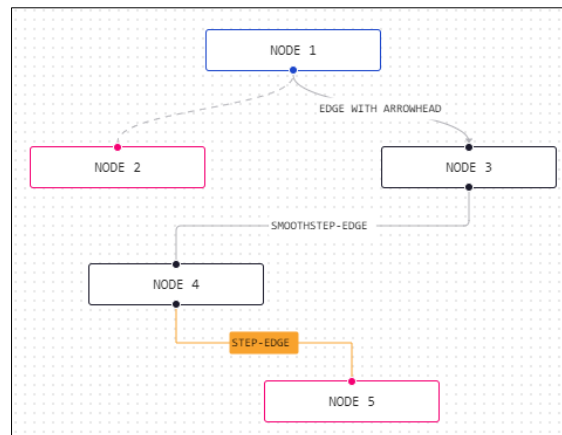 NODE 1
EDGE WITH ARROWHEAD
NODE 2
NODE 3
SMOOTHSTEP-EDGE
NODE 4
STEP-EDGE
NODE 5